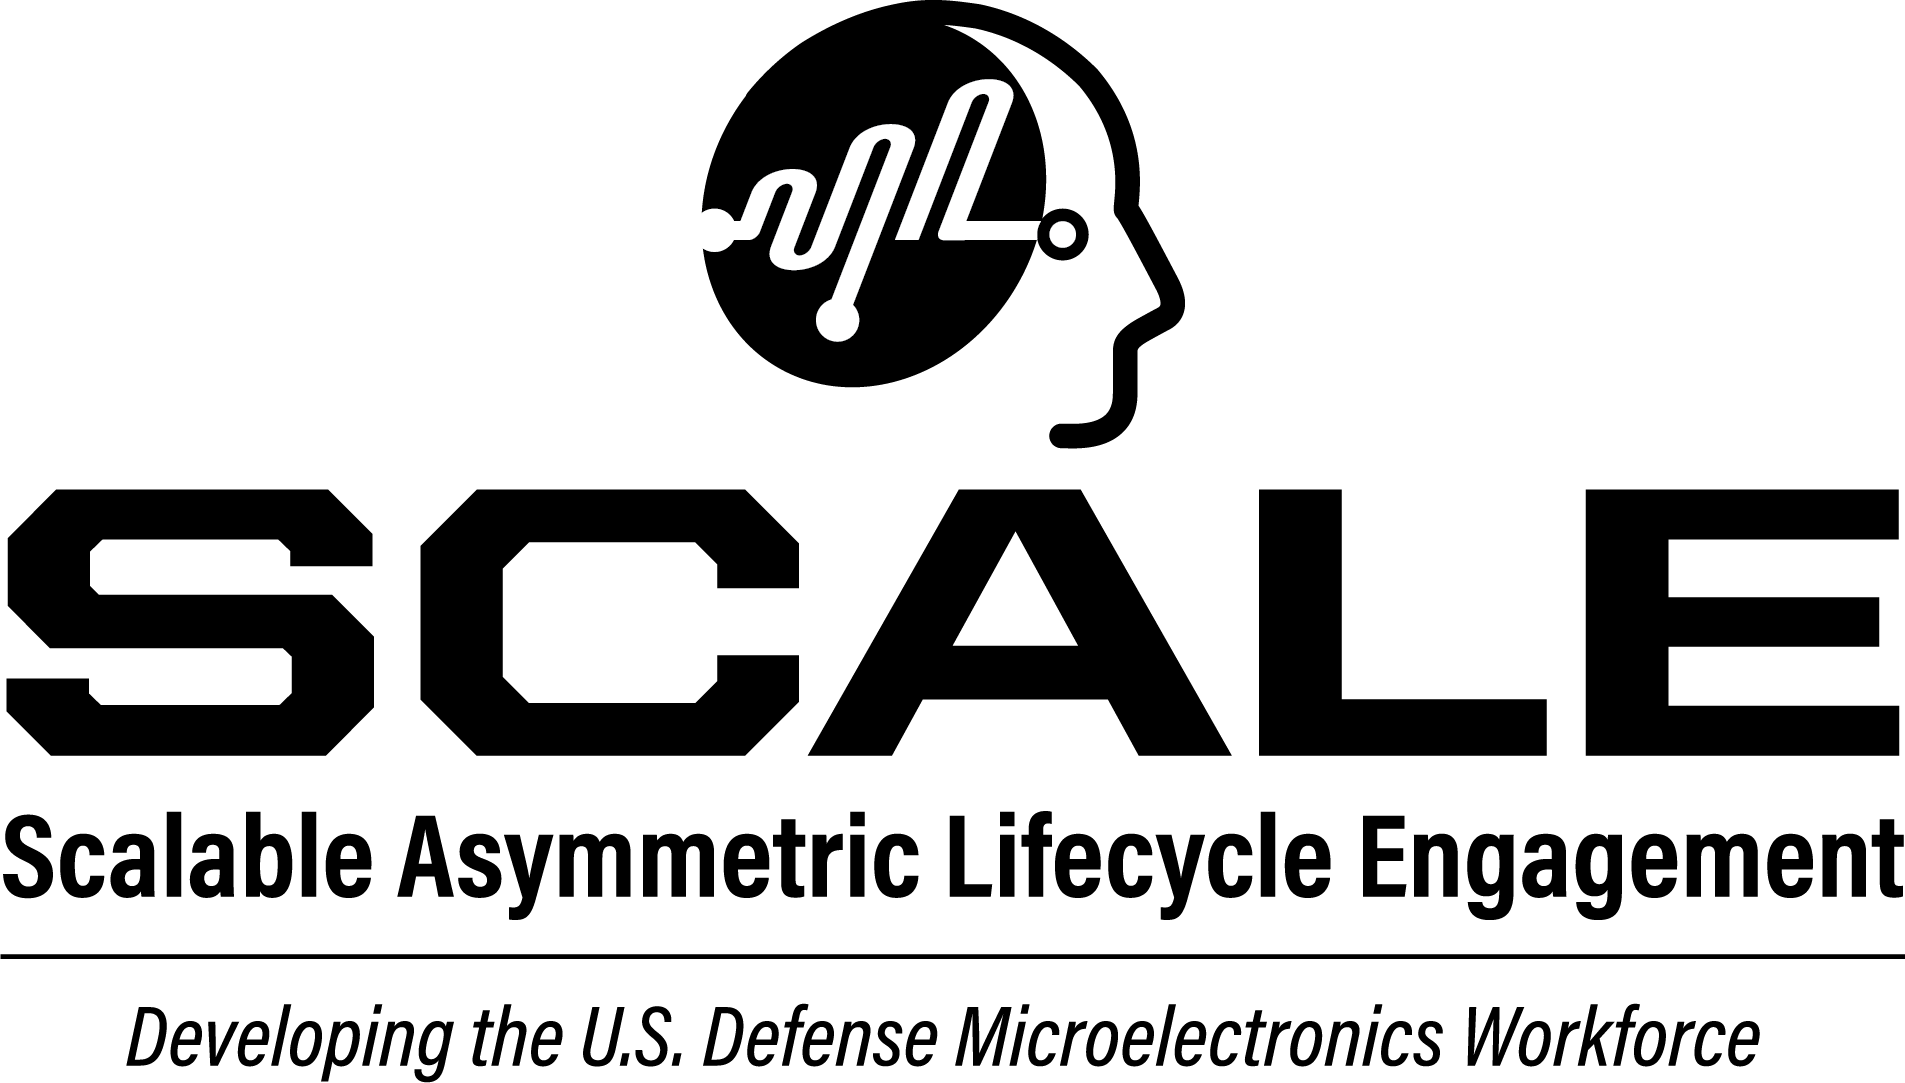 SCALE
Scalable Asymmetric Lifecycle Engagement
Developing the U.S. Defense Microelectronics Workforce